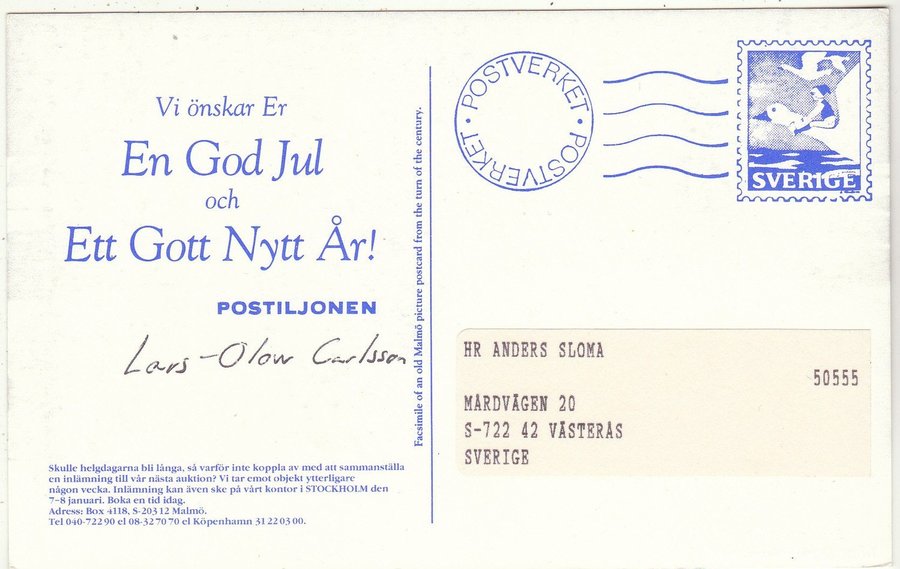 Vi önskar Er
En God Jul
och
Ett Gott Nytt År!
POSTILJONEN
Lars-Olow Carlsson
Skulle helgdagarna bli långa, så varför inte koppla av med att sammanställa
en inlämning till vår nästa auktion? Vi tar emot objekt ytterligare
någon vecka. Inlämning kan även ske på vårt kontor i STOCKHOLM den
7–8 januari. Boka en tid idag.
Adress: Box 4118, S-203 12 Malmö.
Tel 040-722 90 el 08-32 70 70 el Köpenhamn 31 22 03 00.
Facsimile of an old Malmö picture postcard from the turn of the century.
POSTVERKET · POSTVERKET ·
SVERIGE
HR ANDERS SLOMA
50555
MÅRDVÄGEN 20
S-722 42 VÄSTERÅS
SVERIGE